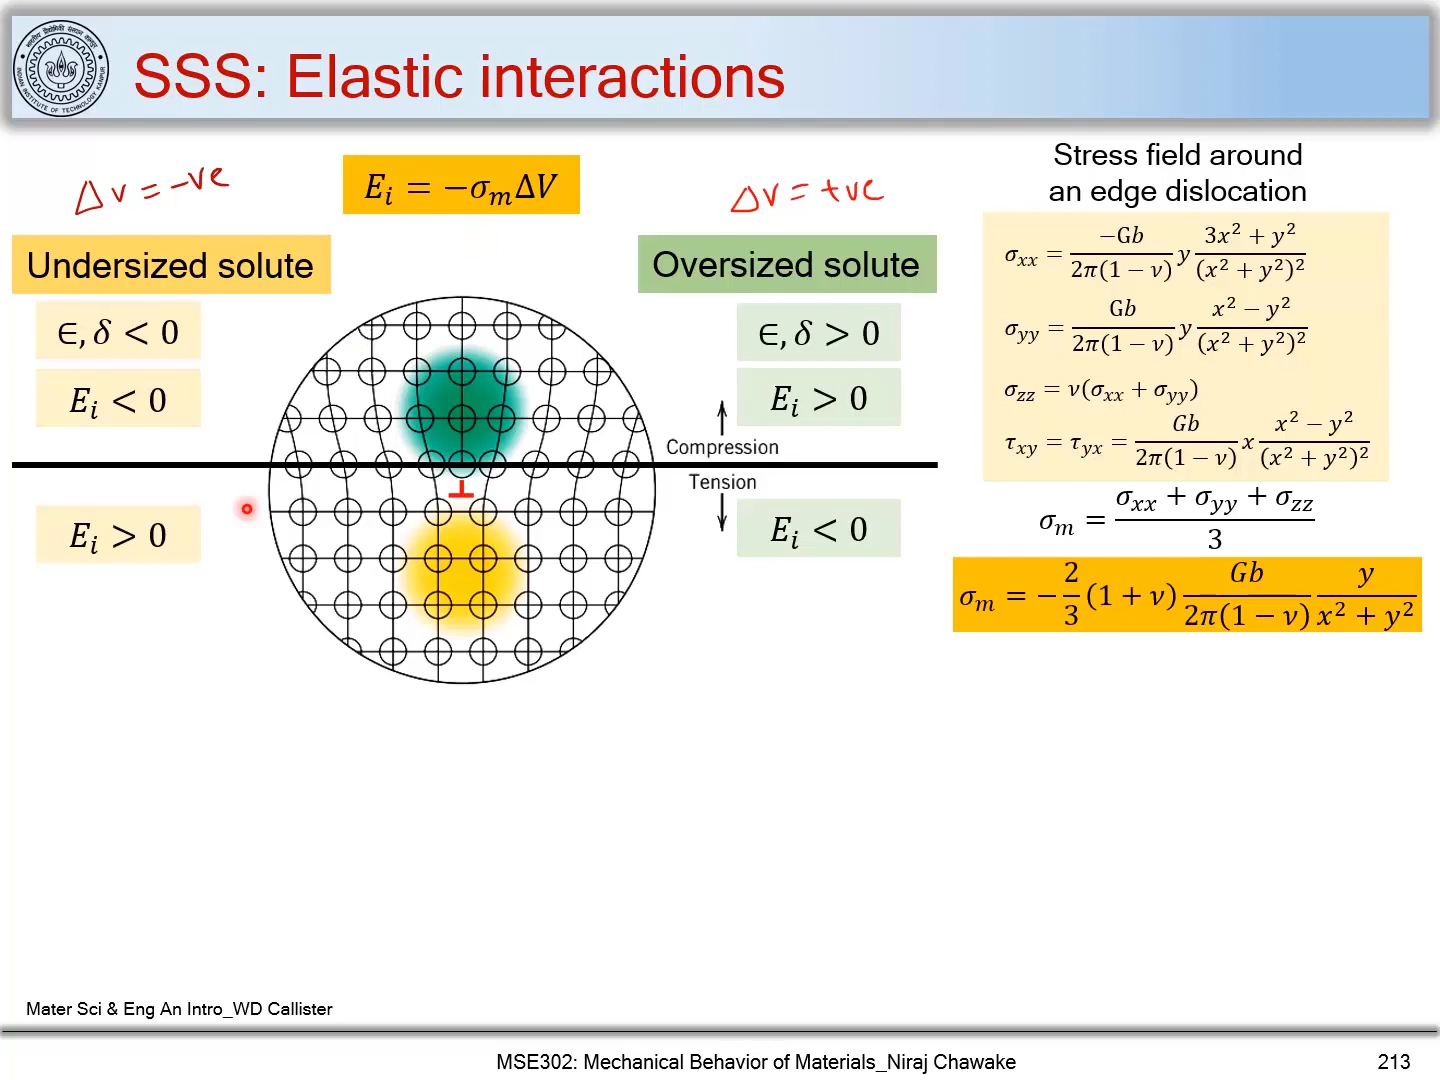 SSS: Elastic interactions
Δv = -ve
E_i = −σ_m ΔV
Δv = +ve
Stress field around
an edge dislocation
Undersized solute
Oversized solute
∈, δ < 0
E_i < 0
∈, δ > 0
E_i > 0
Compression
Tension
⊥
E_i > 0
E_i < 0
σ_xx = −Gb / 2π(1 − ν) y 3x² + y² / (x² + y²)²
σ_yy = Gb / 2π(1 − ν) y x² − y² / (x² + y²)²
σ_zz = ν(σ_xx + σ_yy)
τ_xy = τ_yx = Gb / 2π(1 − ν) x x² − y² / (x² + y²)²
σ_m = σ_xx + σ_yy + σ_zz / 3
σ_m = − 2/3 (1 + ν) Gb / 2π(1 − ν) y / x² + y²
Mater Sci & Eng An Intro_WD Callister
MSE302: Mechanical Behavior of Materials_Niraj Chawake
213